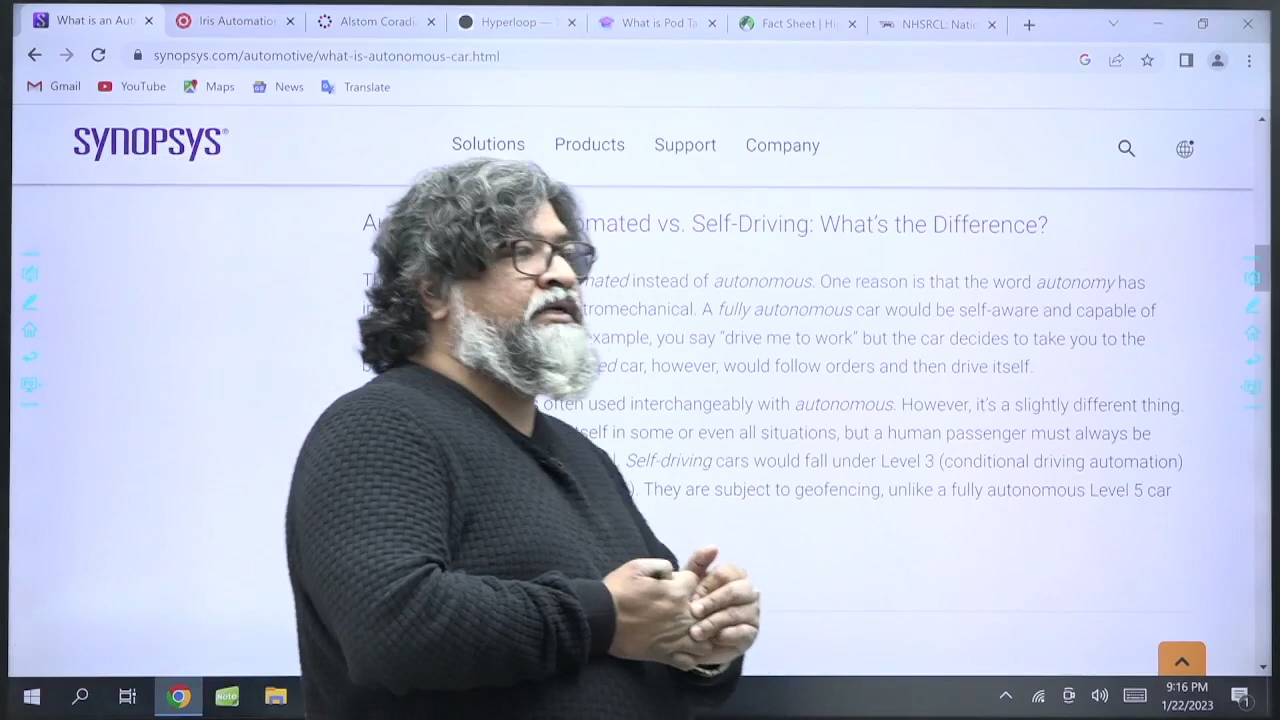 What is an Aut
Iris Automation
Alstom Coradi
Hyperloop
What is Pod Ta
Fact Sheet | Hi
NHSRCL: Natio
synopsys.com/automotive/what-is-autonomous-car.html
Gmail
YouTube
Maps
News
Translate
SYNOPSYS®
Solutions
Products
Support
Company
omated vs. Self-Driving: What's the Difference?
mated instead of autonomous. One reason is that the word autonomy has
tromechanical. A fully autonomous car would be self-aware and capable of
example, you say “drive me to work” but the car decides to take you to the
ed car, however, would follow orders and then drive itself.
often used interchangeably with autonomous. However, it's a slightly different thing.
tself in some or even all situations, but a human passenger must always be
Self-driving cars would fall under Level 3 (conditional driving automation)
). They are subject to geofencing, unlike a fully autonomous Level 5 car
Note
9:16 PM
1/22/2023
1